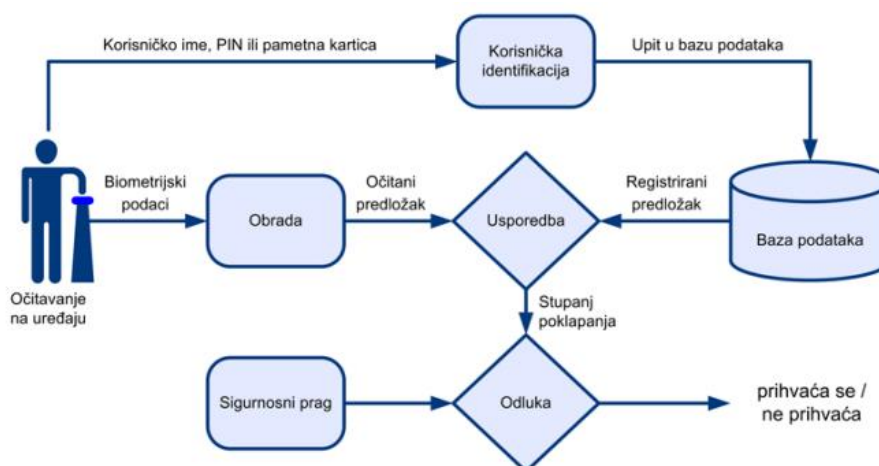 Korisničko ime, PIN ili pametna kartica
Korisnička
identifikacija
Upit u bazu podataka
Biometrijski
podaci
Obrada
Očitani
predložak
Usporedba
Registrirani
predložak
Baza podataka
Očitavanje
na uređaju
Stupanj
poklapanja
Sigurnosni prag
Odluka
prihvaća se /
ne prihvaća